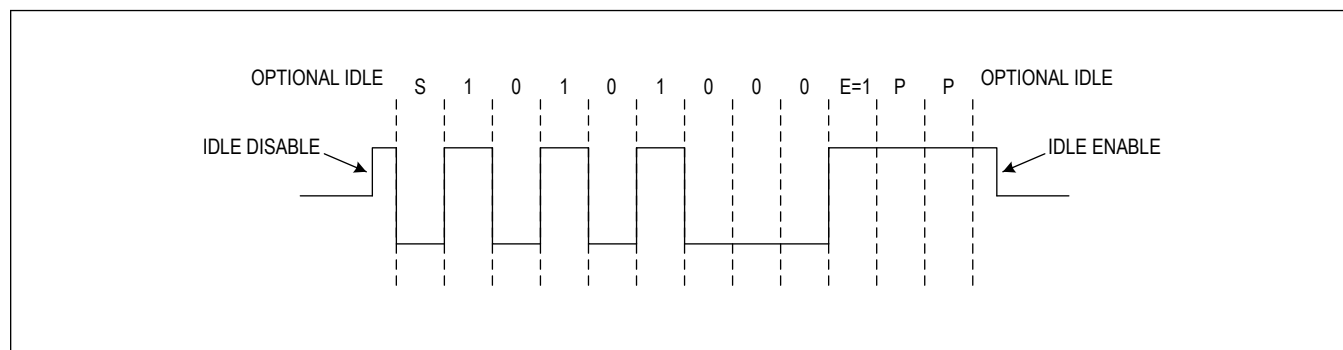 OPTIONAL IDLE S 1 0 1 0 1 0 0 0 E=1 P P OPTIONAL IDLE
IDLE DISABLE IDLE ENABLE